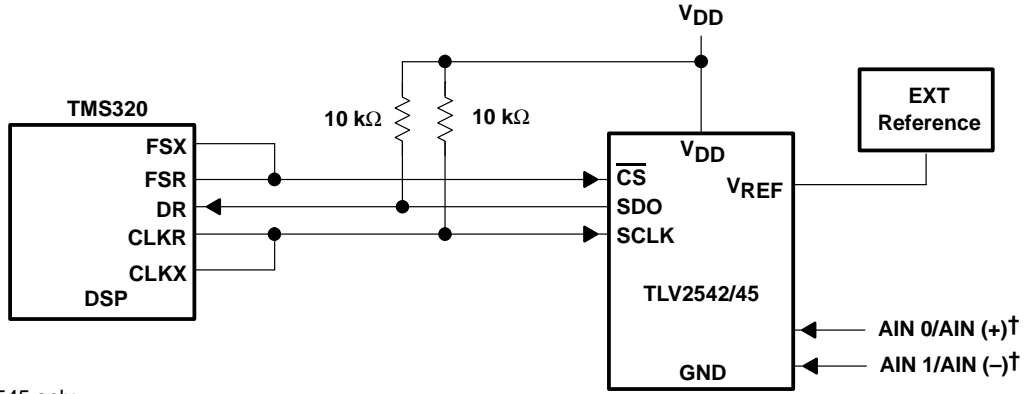 VDD
TMS320
FSX
FSR
DR
CLKR
CLKX
DSP
10 kΩ
10 kΩ
VDD
CS
SDO
SCLK
VREF
TLV2542/45
GND
EXT
Reference
AIN 0/AIN (+)†
AIN 1/AIN (–)†